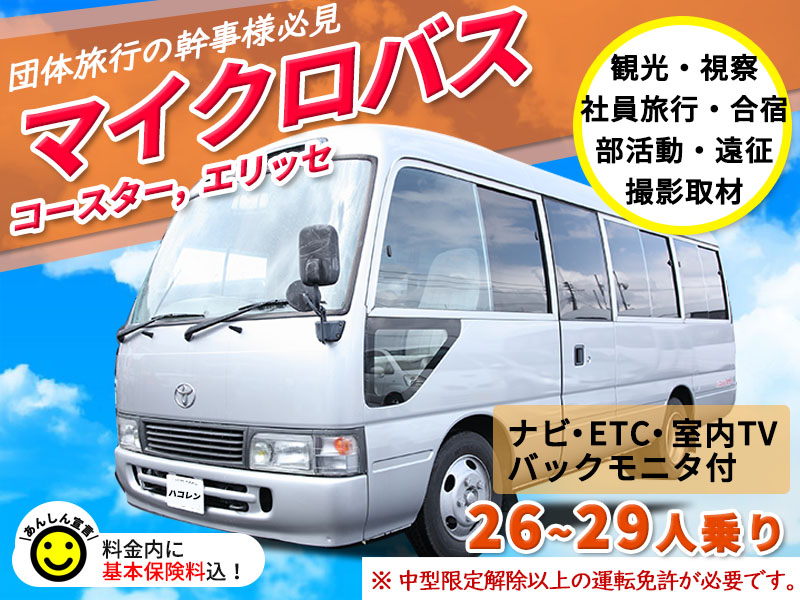 団体旅行の幹事様必見
マイクロバス
コースター, エリッセ
観光・視察
社員旅行・合宿
部活動・遠征
撮影取材
ナビ・ETC・室内TV
バックモニタ付
ハコレン
26~29人乗り
あんしん宣言
料金内に
基本保険料込！
※ 中型限定解除以上の運転免許が必要です。